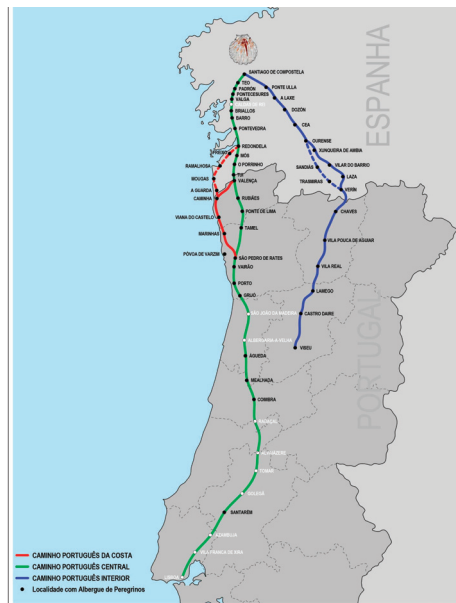 ESPANHA
PORTUGAL
SANTIAGO DE COMPOSTELA
TEO
PADRÓN
PONTECESURES
VALGA
BRIALLOS
BARRO
PONTEVEDRA
REDONDELA
MÓS
O PORRINHO
TUI
VALENÇA
RAMALHOSA
MOUGAS
A GUARDA
CAMINHA
VIANA DO CASTELO
MARINHAS
PÓVOA DE VARZIM
RUBIÃES
PONTE DE LIMA
TAMEL
SÃO PEDRO DE RATES
VAIRÃO
PORTO
GRIJÓ
SÃO JOÃO DA MADEIRA
ALBERGARIA-A-VELHA
ÁGUEDA
MEALHADA
COIMBRA
RABAÇAL
ALVAIÁZERE
TOMAR
GOLEGÃ
SANTARÉM
AZAMBUJA
VILA FRANCA DE XIRA
LISBOA
PONTE ULLA
A LAXE
DOZÓN
CEA
OURENSE
XUNQUEIRA DE AMBIA
SANDIÁS
VILAR DO BARRIO
TRASMIRAS
LAZA
VERÍN
CHAVES
VILA POUCA DE AGUIAR
VILA REAL
LAMEGO
CASTRO DAIRE
VISEU
CAMINHO PORTUGUÊS DA COSTA
CAMINHO PORTUGUÊS CENTRAL
CAMINHO PORTUGUÊS INTERIOR
Localidade com Albergue de Peregrinos